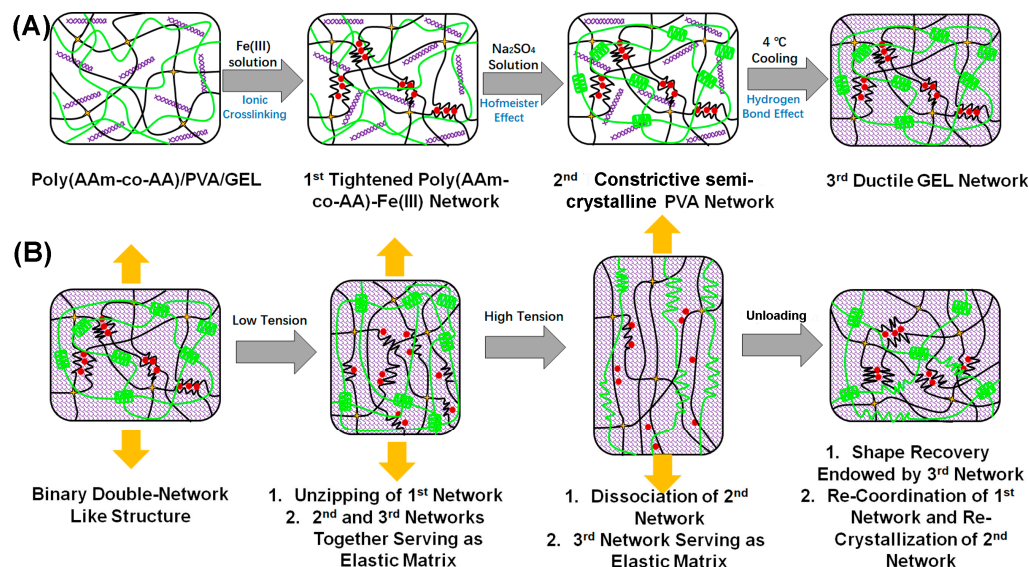 (A)
Fe(III)
solution
Ionic
Crosslinking
Na₂SO₄
Solution
Hofmeister
Effect
4 ℃
Cooling
Hydrogen
Bond Effect
Poly(AAm-co-AA)/PVA/GEL
1st Tightened Poly(AAm-
co-AA)-Fe(III) Network
2nd Constrictive semi-
crystalline PVA Network
3rd Ductile GEL Network
(B)
Low Tension
High Tension
Unloading
Binary Double-Network
Like Structure
1. Unzipping of 1st Network
2. 2nd and 3rd Networks
Together Serving as
Elastic Matrix
1. Dissociation of 2nd
Network
2. 3rd Network Serving as
Elastic Matrix
1. Shape Recovery
Endowed by 3rd Network
2. Re-Coordination of 1st
Network and Re-
Crystallization of 2nd
Network